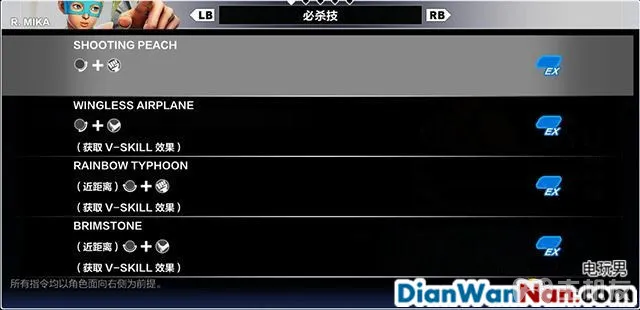 R. MIKA
LB 必杀技 RB
SHOOTING PEACH
+ EX
WINGLESS AIRPLANE
+ EX
(获取 V-SKILL 效果)
RAINBOW TYPHOON
(近距离) + EX
(获取 V-SKILL 效果)
BRIMSTONE
(近距离) + EX
(获取 V-SKILL 效果)
所有指令均以角色面向右侧为前提。
电玩男
DianWanNan.com